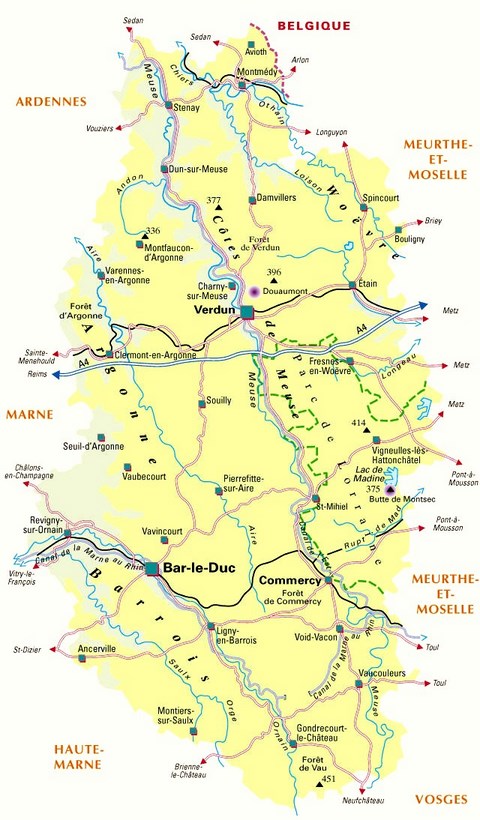 BELGIQUE
Sedan
Sedan
Avioth
Arlon
Montmédy
Chiers
Meuse
ARDENNES
Stenay
Othain
Vouziers
Longuyon
MEURTHE-
ET-
MOSELLE
Dun-sur-Meuse
Loison
Andon
Damvillers
377
Spincourt
Woëvre
336
Côtes
Briey
Bouligny
Aire
Montfaucon-
d'Argonne
Forêt
de Verdun
Varennes-
en-Argonne
396
Charny-
sur-Meuse
Douaumont
Étain
Forêt
d'Argonne
Verdun
Metz
A4
Argonne
de
Sainte-
Menehould
Clermont-en-Argonne
A4
Reims
Fresnes-
en-Woëvre
Longeau
Metz
Meuse
Meuse
Parc de Lorraine
Souilly
Metz
MARNE
414
Seuil-d'Argonne
Vigneulles-lès-
Hattonchâtel
Vaubecourt
Lac de
Madine
Pont-à-
Mousson
Châlons-
en-Champagne
Pierrefitte-
sur-Aire
375
Butte de Montsec
St-Mihiel
Revigny-
sur-Ornain
Aire
Rupt de Mad
Pont-à-
Mousson
Vavincourt
Canal de l'Est
Canal de la Marne au Rhin
Vitry-le-
François
Bar-le-Duc
Commercy
Forêt
de Commercy
MEURTHE-
ET-
MOSELLE
Barrois
Ligny-
en-Barrois
Void-Vacon
Canal de la Marne au Rhin
Toul
St-Dizier
Ancerville
Saulx
Vaucouleurs
Toul
Meuse
Montiers-
sur-Saulx
Orge
Ornain
Gondrecourt-
le-Château
HAUTE-
MARNE
Brienne-
le-Château
Forêt
de Vau
451
Neufchâteau
VOSGES